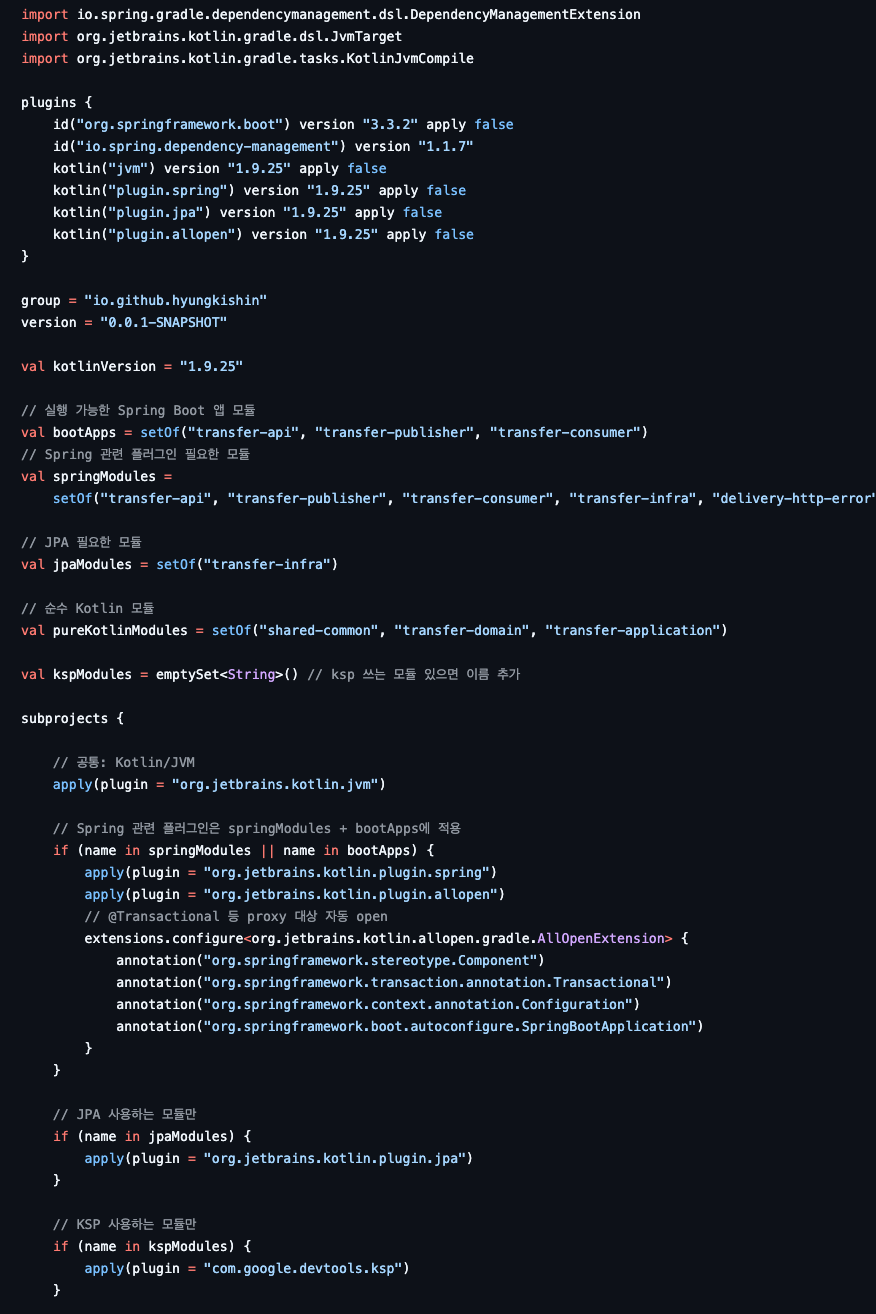 import io.spring.gradle.dependencymanagement.dsl.DependencyManagementExtension
import org.jetbrains.kotlin.gradle.dsl.JvmTarget
import org.jetbrains.kotlin.gradle.tasks.KotlinJvmCompile
plugins {
    id("org.springframework.boot") version "3.3.2" apply false
    id("io.spring.dependency-management") version "1.1.7"
    kotlin("jvm") version "1.9.25" apply false
    kotlin("plugin.spring") version "1.9.25" apply false
    kotlin("plugin.jpa") version "1.9.25" apply false
    kotlin("plugin.allopen") version "1.9.25" apply false
}
group = "io.github.hyungkishin"
version = "0.0.1-SNAPSHOT"
val kotlinVersion = "1.9.25"
// 실행 가능한 Spring Boot 앱 모듈
val bootApps = setOf("transfer-api", "transfer-publisher", "transfer-consumer")
// Spring 관련 플러그인 필요한 모듈
val springModules =
    setOf("transfer-api", "transfer-publisher", "transfer-consumer", "transfer-infra", "delivery-http-error"
// JPA 필요한 모듈
val jpaModules = setOf("transfer-infra")
// 순수 Kotlin 모듈
val pureKotlinModules = setOf("shared-common", "transfer-domain", "transfer-application")
val kspModules = emptySet<String>() // ksp 쓰는 모듈 있으면 이름 추가
subprojects {
    // 공통: Kotlin/JVM
    apply(plugin = "org.jetbrains.kotlin.jvm")
    // Spring 관련 플러그인은 springModules + bootApps에 적용
    if (name in springModules || name in bootApps) {
        apply(plugin = "org.jetbrains.kotlin.plugin.spring")
        apply(plugin = "org.jetbrains.kotlin.plugin.allopen")
        // @Transactional 등 proxy 대상 자동 open
        extensions.configure<org.jetbrains.kotlin.allopen.gradle.AllOpenExtension> {
            annotation("org.springframework.stereotype.Component")
            annotation("org.springframework.transaction.annotation.Transactional")
            annotation("org.springframework.context.annotation.Configuration")
            annotation("org.springframework.boot.autoconfigure.SpringBootApplication")
        }
    }
    // JPA 사용하는 모듈만
    if (name in jpaModules) {
        apply(plugin = "org.jetbrains.kotlin.plugin.jpa")
    }
    // KSP 사용하는 모듈만
    if (name in kspModules) {
        apply(plugin = "com.google.devtools.ksp")
    }